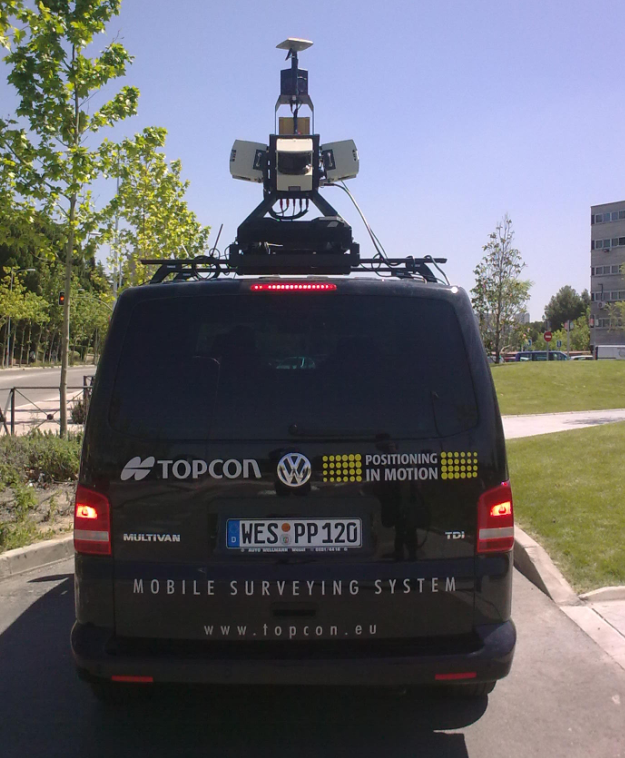 TOPCON
POSITIONING
IN MOTION
MULTIVAN
D WES PP 120
TDI
MOBILE SURVEYING SYSTEM
www.topcon.eu